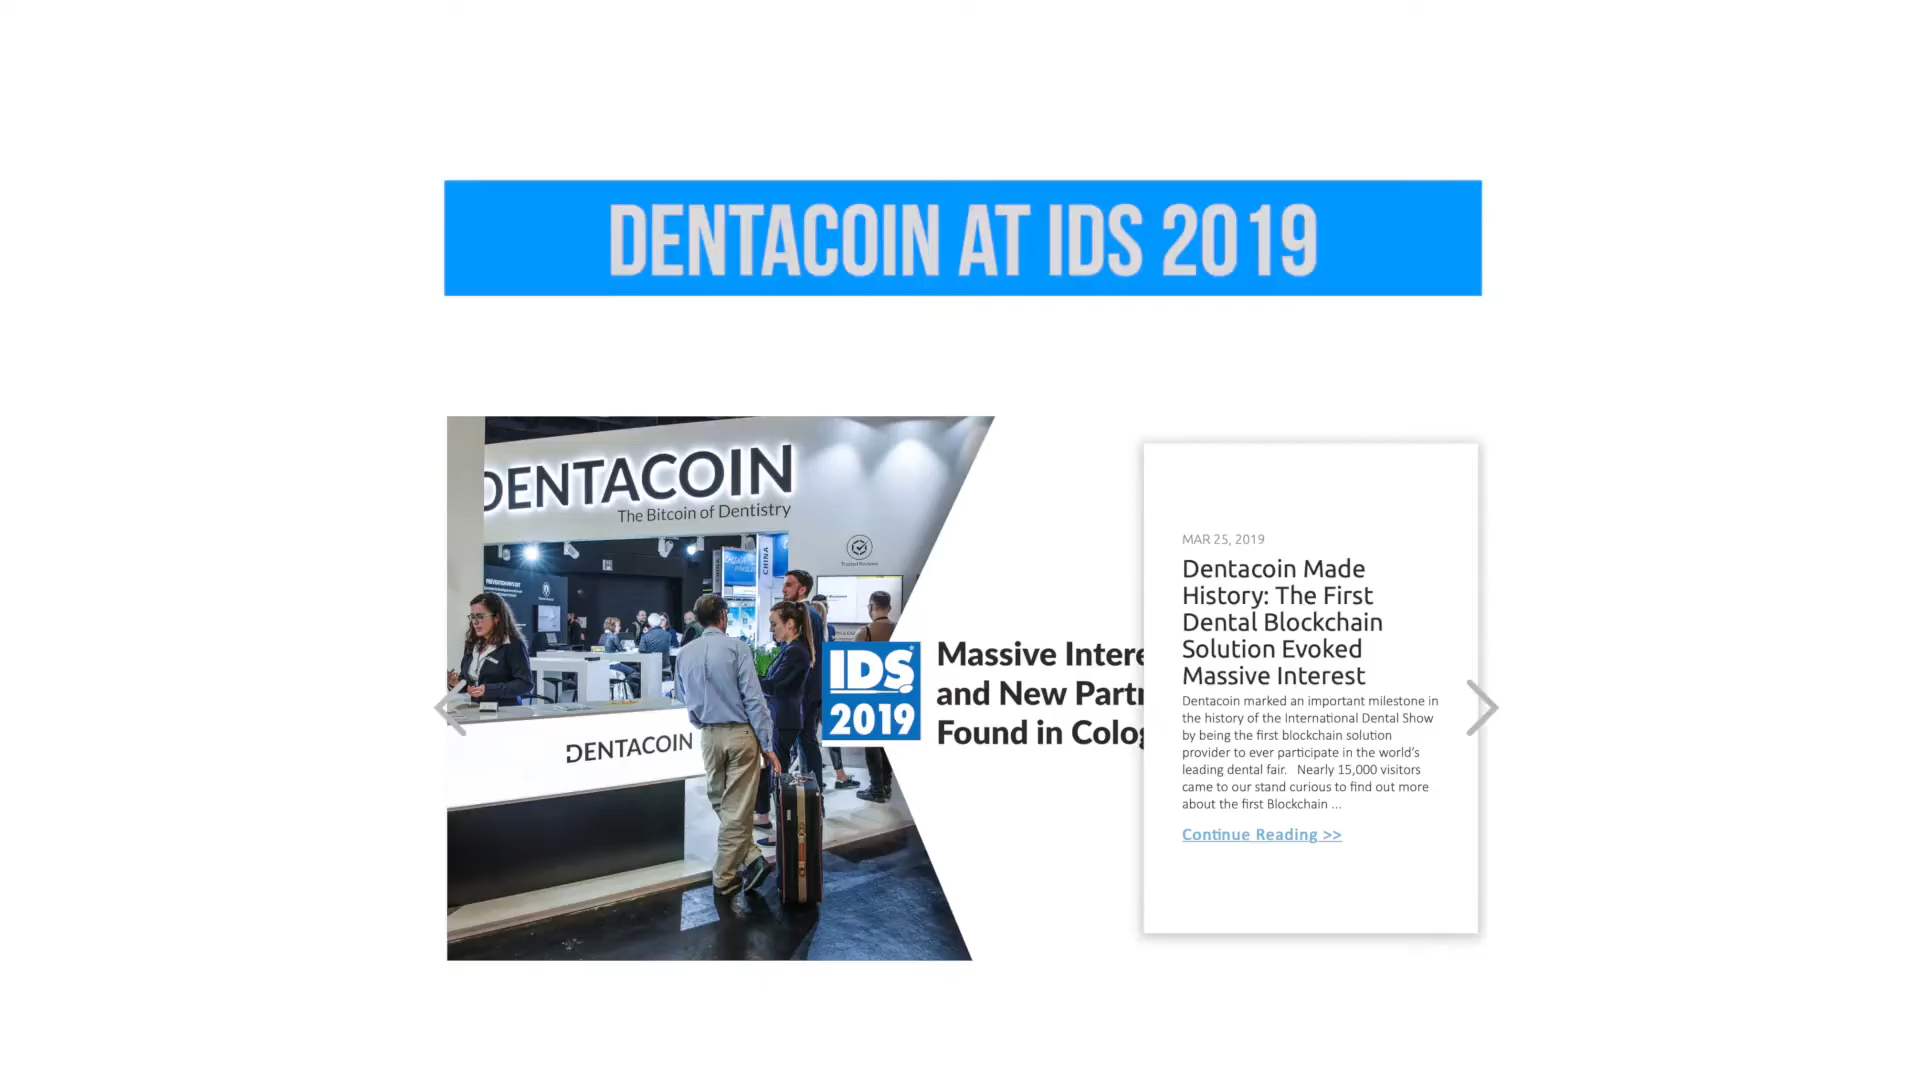 DENTACOIN AT IDS 2019
DENTACOIN
The Bitcoin of Dentistry
CHINA
Trusted Reviews
DENTACOIN
IDS
2019
Massive Intere
and New Part
Found in Colog
MAR 25, 2019
Dentacoin Made
History: The First
Dental Blockchain
Solution Evoked
Massive Interest
Dentacoin marked an important milestone in
the history of the International Dental Show
by being the first blockchain solution
provider to ever participate in the world's
leading dental fair. Nearly 15,000 visitors
came to our stand curious to find out more
about the first Blockchain ...
Continue Reading >>